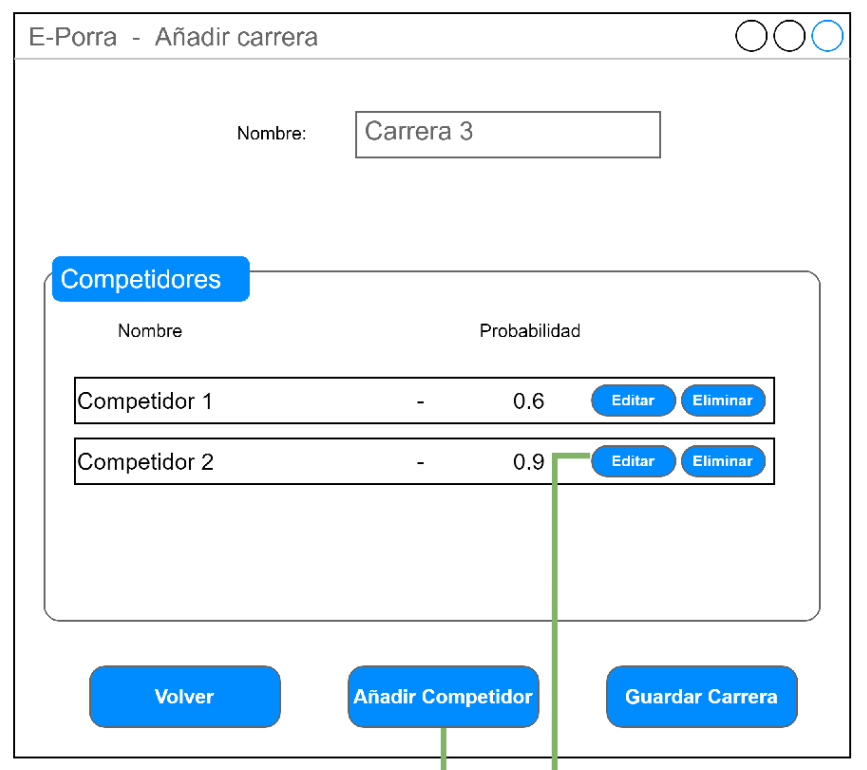 E-Porra - Añadir carrera
Nombre: Carrera 3
Competidores
Nombre Probabilidad
Competidor 1 - 0.6 Editar Eliminar
Competidor 2 - 0.9 Editar Eliminar
Volver Añadir Competidor Guardar Carrera